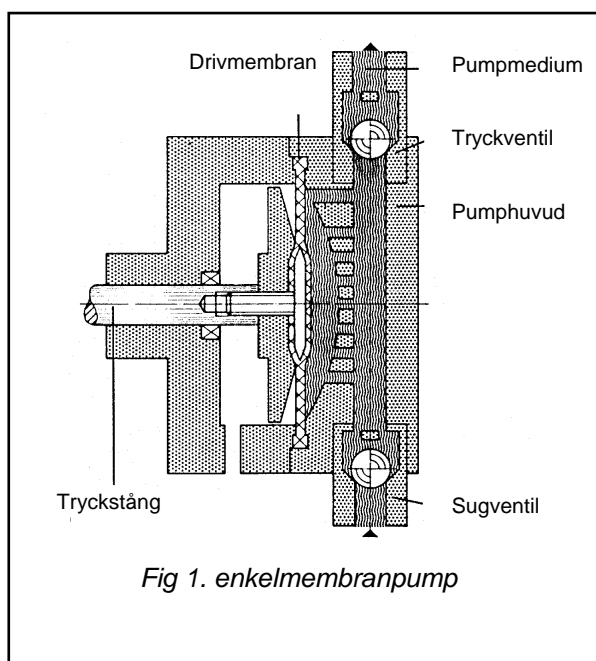 Drivmembran
Pumpmedium
Tryckventil
Pumphuvud
Tryckstång
Sugventil
Fig 1. enkelmembranpump